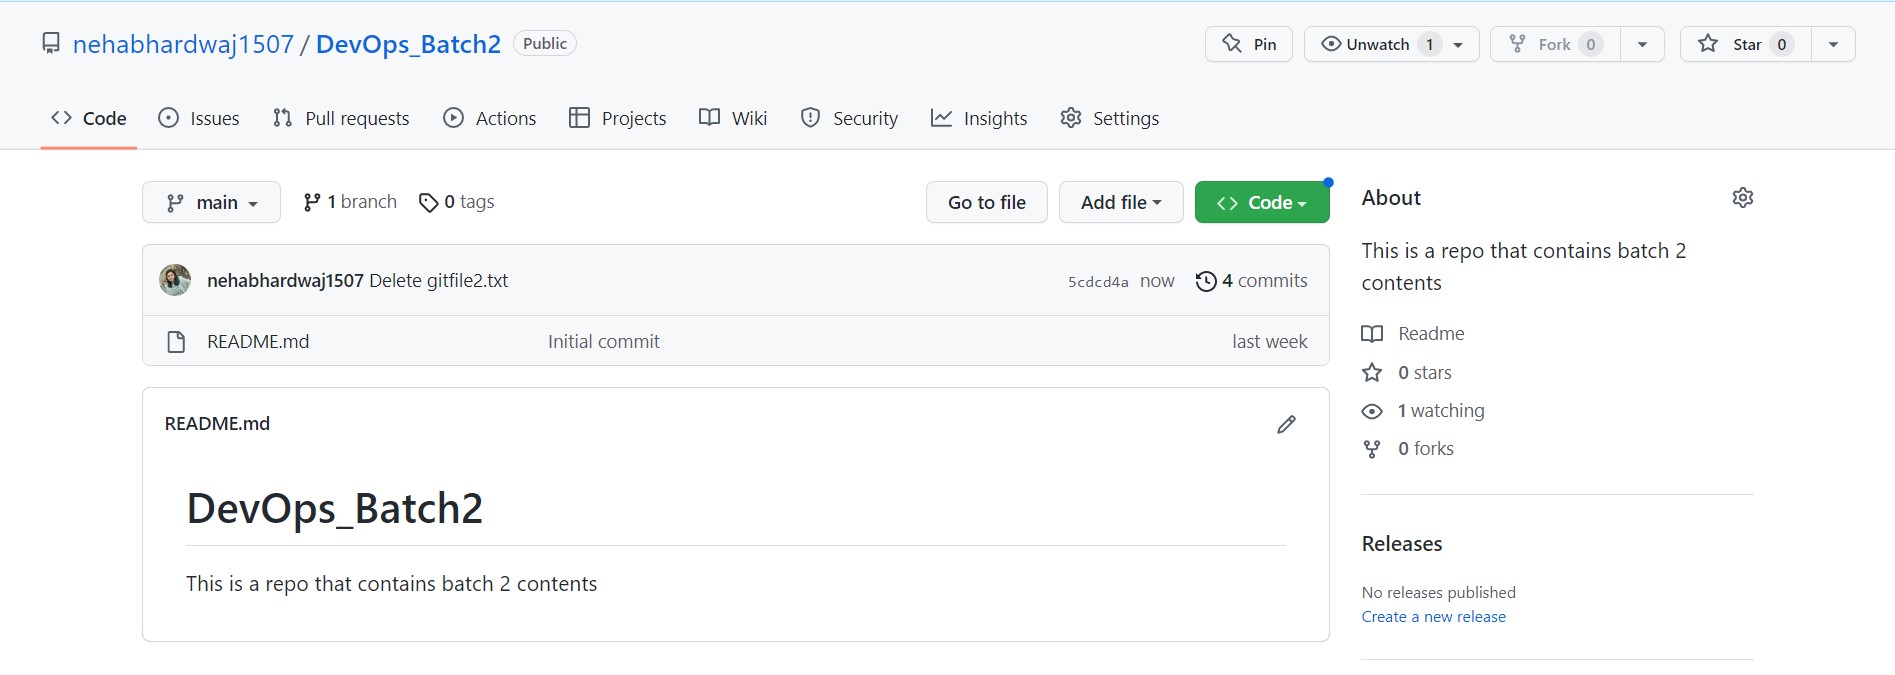 nehabhardwaj1507 / DevOps_Batch2 Public Pin Unwatch 1 Fork 0 Star 0
Code Issues Pull requests Actions Projects Wiki Security Insights Settings
main 1 branch 0 tags Go to file Add file Code
nehabhardwaj1507 Delete gitfile2.txt 5cdcd4a now 4 commits
README.md Initial commit last week
README.md
DevOps_Batch2
This is a repo that contains batch 2 contents
About
This is a repo that contains batch 2
contents
Readme
0 stars
1 watching
0 forks
Releases
No releases published
Create a new release